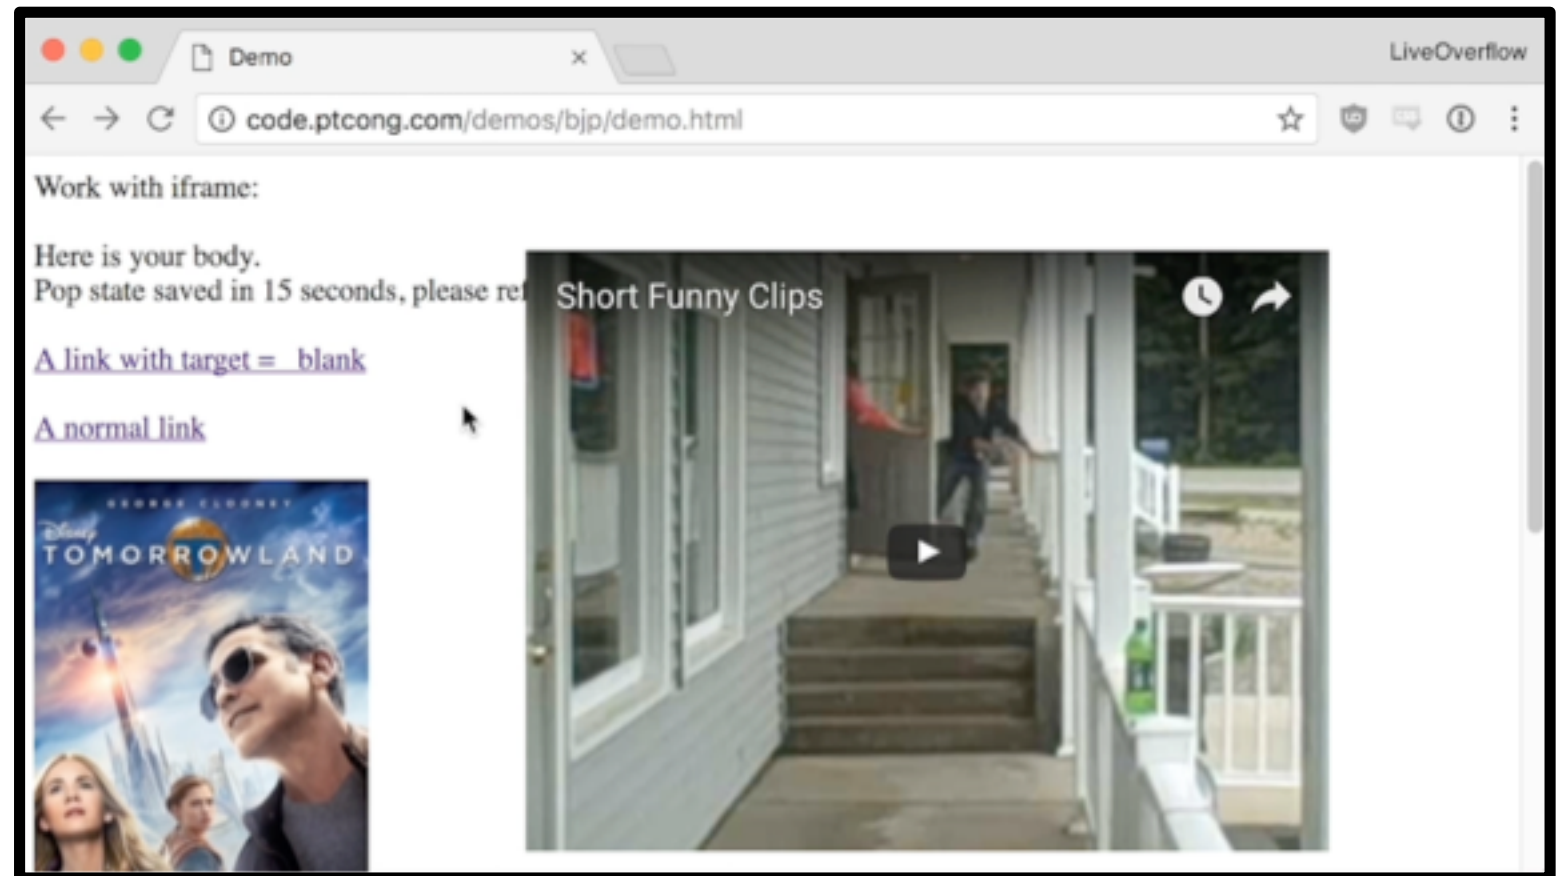 Demo
LiveOverflow
code.ptcong.com/demos/bjp/demo.html
Work with iframe:
Here is your body.
Pop state saved in 15 seconds, please ref
Short Funny Clips
A link with target = _blank
A normal link
GEORGE CLOONEY
Disney
TOMORROWLAND